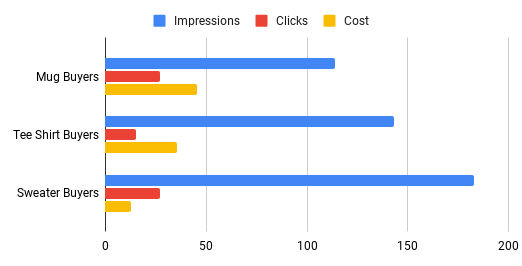 Impressions Clicks Cost
Mug Buyers
Tee Shirt Buyers
Sweater Buyers
0 50 100 150 200